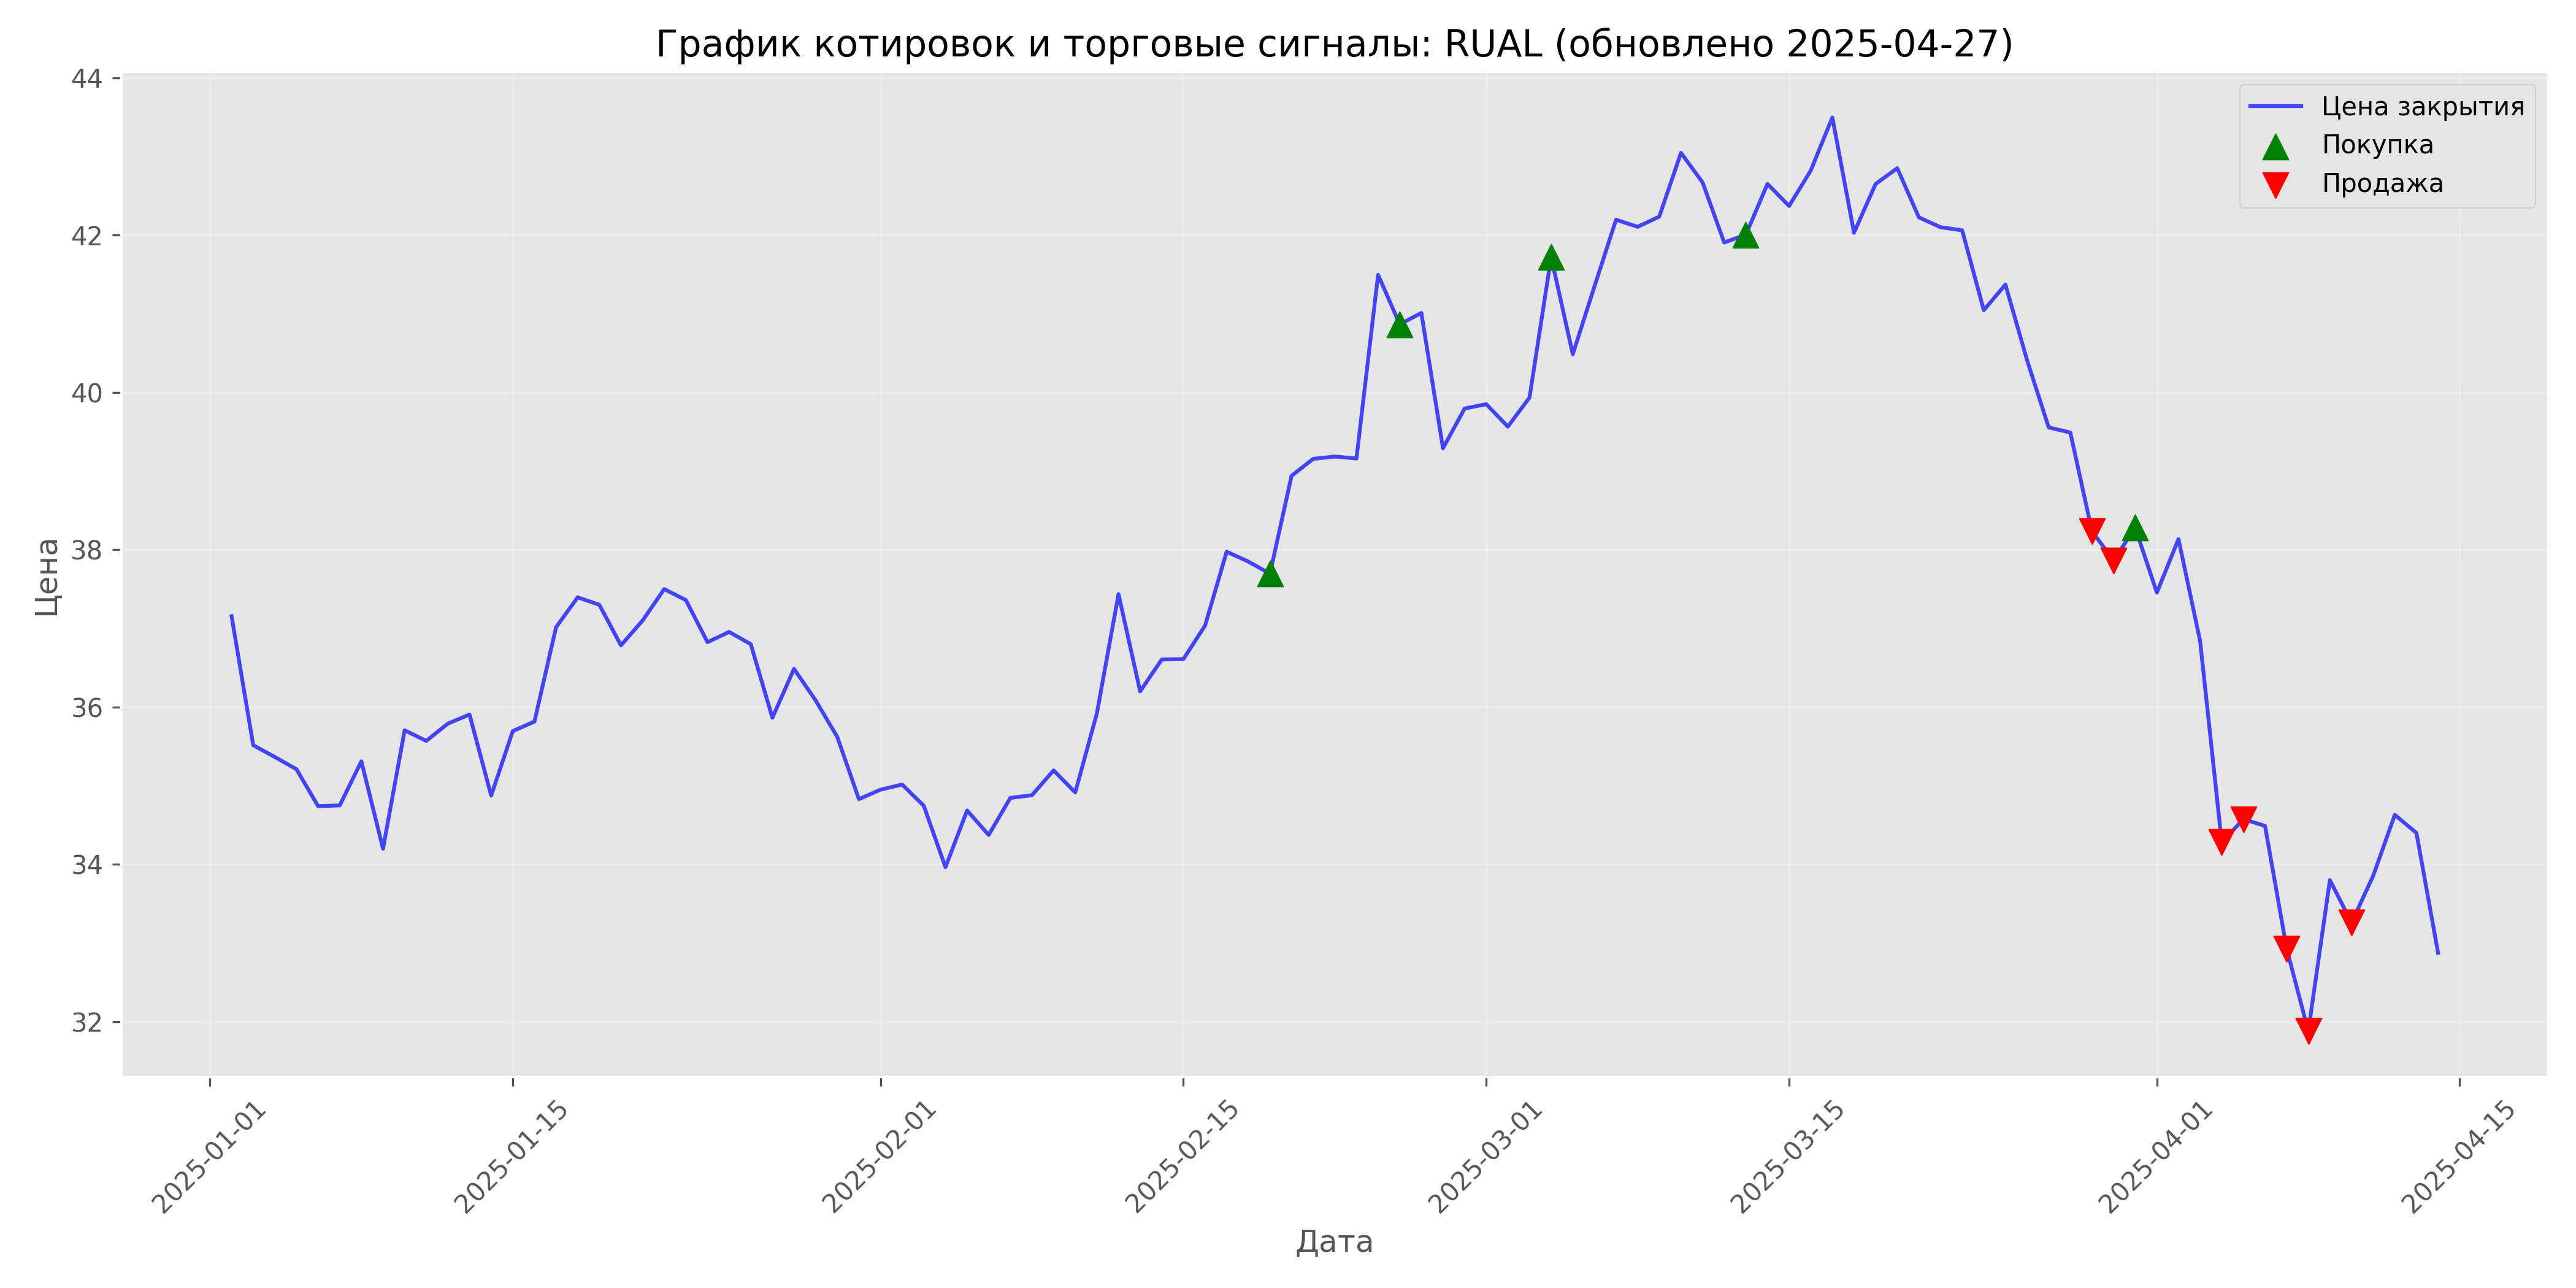 График котировок и торговые сигналы: RUAL (обновлено 2025-04-27)
Цена закрытия
Покупка
Продажа
Цена
44
42
40
38
36
34
32
2025-01-01
2025-01-15
2025-02-01
2025-02-15
2025-03-01
2025-03-15
2025-04-01
2025-04-15
Дата